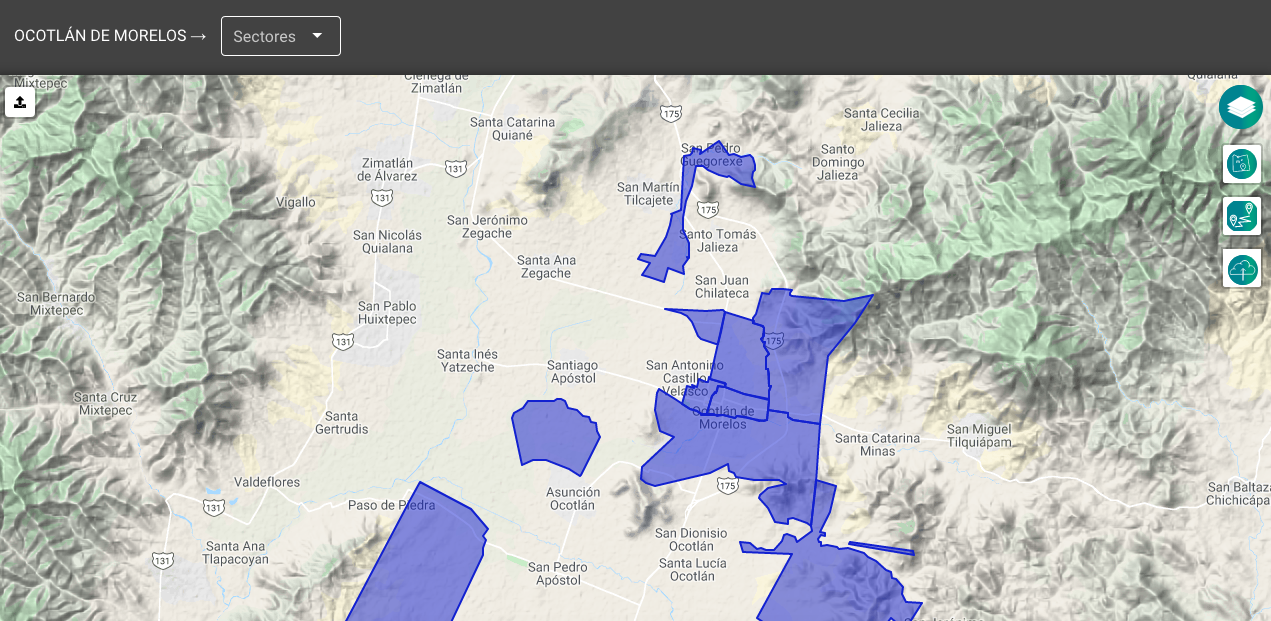 OCOTLÁN DE MORELOS →
Sectores
Mixtepec
Ciénega de
Zimatlán
Quialana
175
Santa Catarina
Quiané
Santa Cecilia
Jalieza
San Pedro
Guegorexe
Santo
Domingo
Jalieza
Zimatlán
de Álvarez
131
131
San Martín
Tilcajete
Vigallo
175
San Jerónimo
Zegache
San Nicolás
Quialana
Santo Tomás
Jalieza
Santa Ana
Zegache
San Juan
Chilateca
San Bernardo
Mixtepec
San Pablo
Huixtepec
131
175
Santa Inés
Yatzeche
Santiago
Apóstol
San Antonino
Castillo
Velasco
Santa Cruz
Mixtepec
Santa
Gertrudis
Ocotlán de
Morelos
Santa Catarina
Minas
San Miguel
Tilquiápam
Valdeflores
175
Asunción
Ocotlán
San Baltaza
Chichicápa
131
Paso de Piedra
Santa Ana
Tlapacoyan
131
San Dionisio
Ocotlán
San Pedro
Apóstol
Santa Lucía
Ocotlán